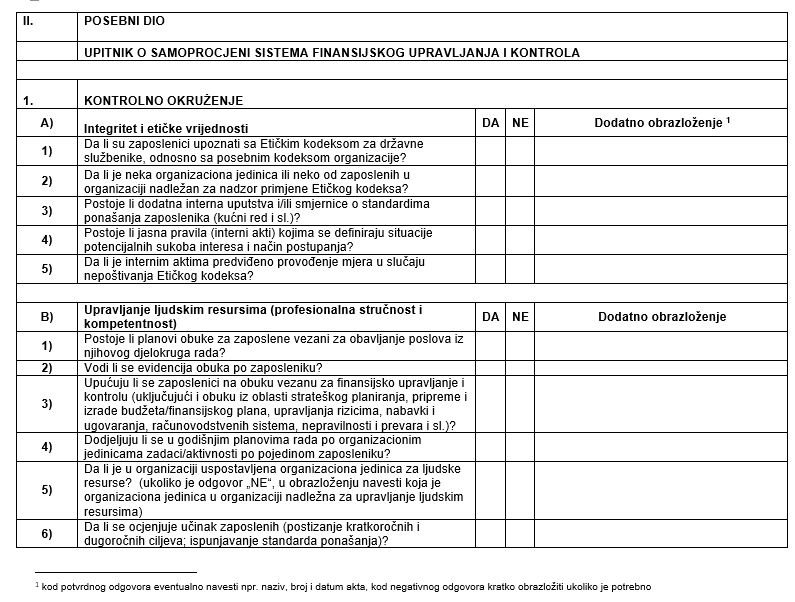 II. POSEBNI DIO
UPITNIK O SAMOPROCJENI SISTEMA FINANSIJSKOG UPRAVLJANJA I KONTROLA
1. KONTROLNO OKRUŽENJE
A) Integritet i etičke vrijednosti DA NE Dodatno obrazloženje 1
1) Da li su zaposlenici upoznati sa Etičkim kodeksom za državne
službenike, odnosno sa posebnim kodeksom organizacije?
2) Da li je neka organizaciona jedinica ili neko od zaposlenih u
organizaciji nadležan za nadzor primjene Etičkog kodeksa?
3) Postoje li dodatna interna uputstva i/ili smjernice o standardima
ponašanja zaposlenika (kućni red i sl.)?
4) Postoje li jasna pravila (interni akti) kojima se definiraju situacije
potencijalnih sukoba interesa i način postupanja?
5) Da li je internim aktima predviđeno provođenje mjera u slučaju
nepoštivanja Etičkog kodeksa?
B) Upravljanje ljudskim resursima (profesionalna stručnost i
kompetentnost) DA NE Dodatno obrazloženje
1) Postoje li planovi obuke za zaposlene vezani za obavljanje poslova iz
njihovog djelokruga rada?
2) Vodi li se evidencija obuka po zaposleniku?
3) Upućuju li se zaposlenici na obuku vezanu za finansijsko upravljanje i
kontrolu (uključujući i obuku iz oblasti strateškog planiranja, pripreme i
izrade budžeta/finansijskog plana, upravljanja rizicima, nabavki i
ugovaranja, računovodstvenih sistema, nepravilnosti i prevara i sl.)?
4) Dodjeljuju li se u godišnjim planovima rada po organizacionim
jedinicama zadaci/aktivnosti po pojedinom zaposleniku?
5) Da li je u organizaciji uspostavljena organizaciona jedinica za ljudske
resurse? (ukoliko je odgovor „NE“, u obrazloženju navesti koja je
organizaciona jedinica u organizaciji nadležna za upravljanje ljudskim
resursima)
6) Da li se ocjenjuje učinak zaposlenih (postizanje kratkoročnih i
dugoročnih ciljeva; ispunjavanje standarda ponašanja)?
1 kod potvrdnog odgovora eventualno navesti npr. naziv, broj i datum akta, kod negativnog odgovora kratko obrazložiti ukoliko je potrebno